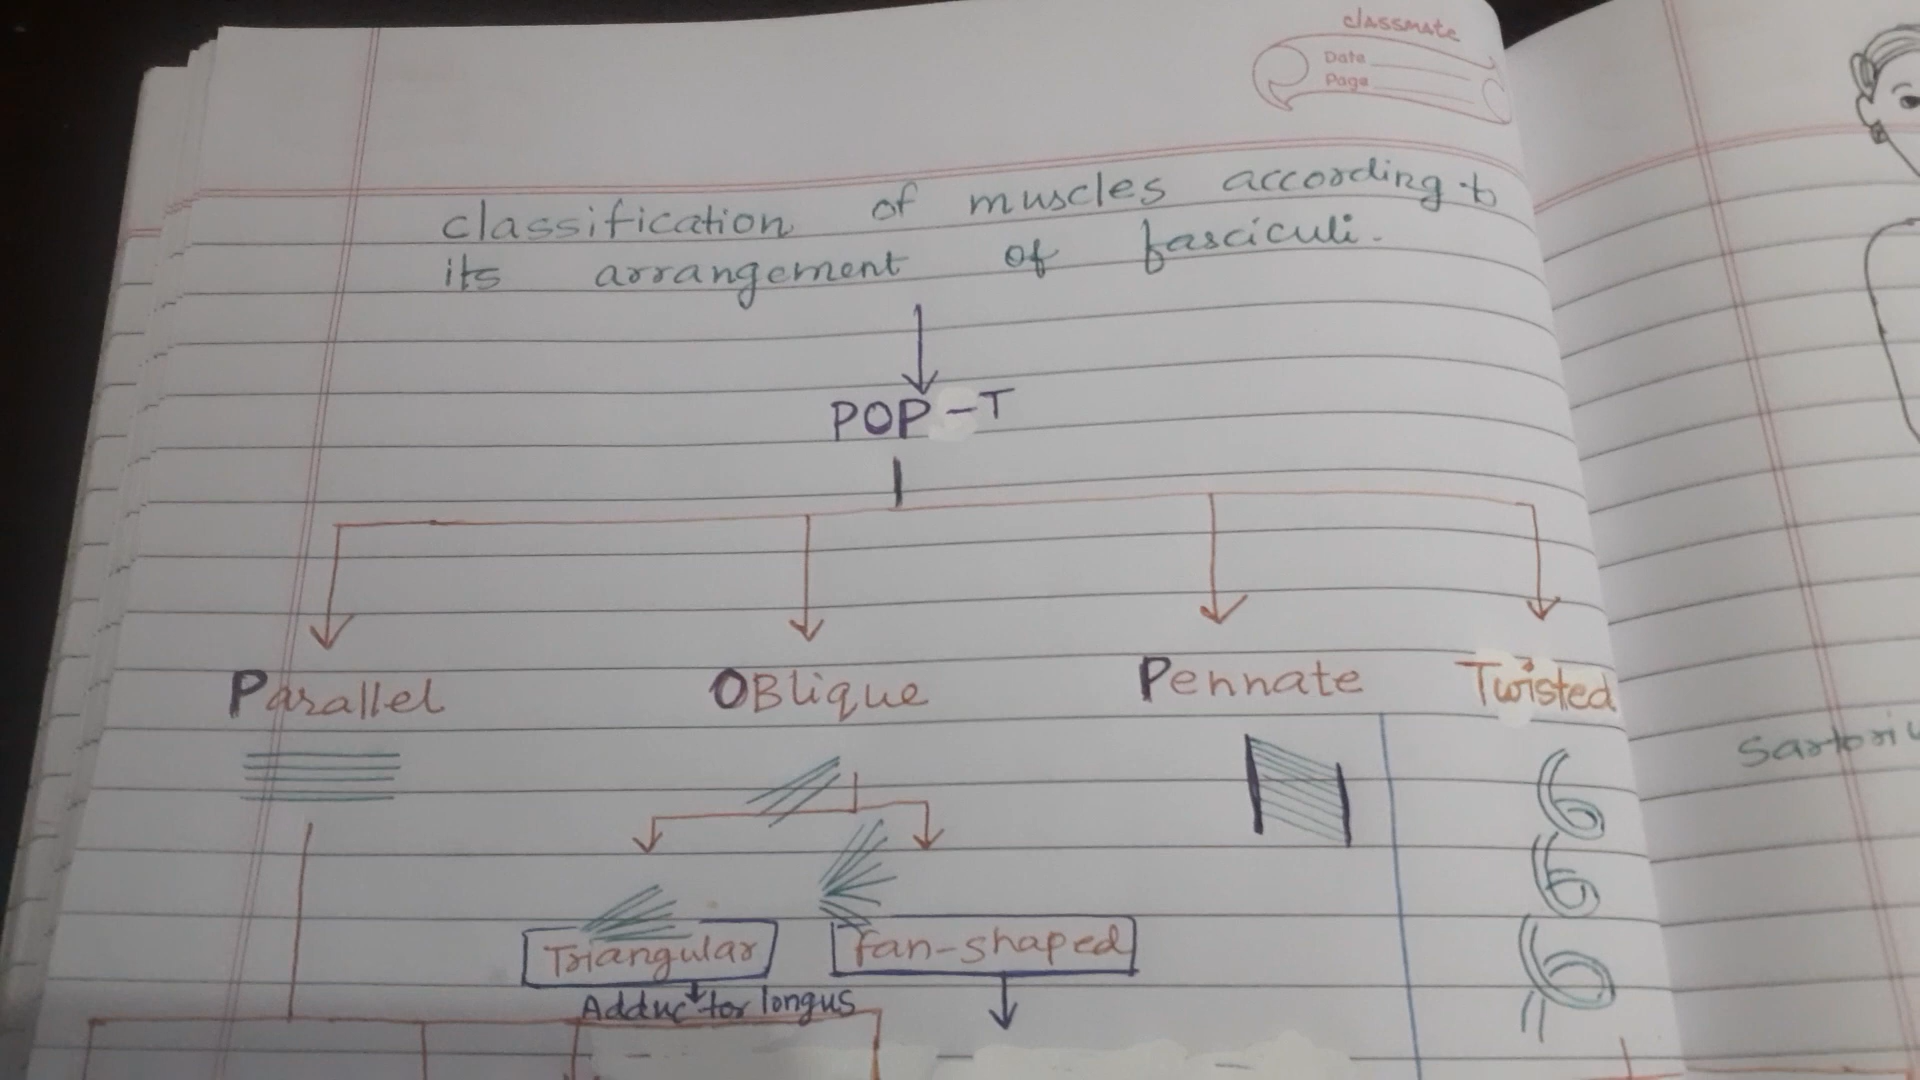 classmate
Date
Page
classification of muscles according to
its arrangement of fasciculi.
POP-T
Parallel OBlique Pennate Twisted
Triangular fan-shaped
Adductor longus